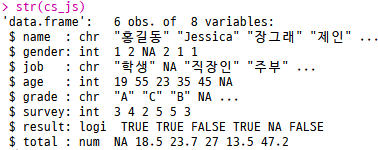 > str(cs_js)
'data.frame':   6 obs. of  8 variables:
 $ name  : chr  "홍길동" "Jessica" "장그래" "제인" ...
 $ gender: int  1 2 NA 2 1 1
 $ job   : chr  "학생" NA "직장인" "주부" ...
 $ age   : int  19 55 23 35 45 NA
 $ grade : chr  "A" "C" "B" NA ...
 $ survey: int  3 4 2 5 5 3
 $ result: logi  TRUE TRUE FALSE TRUE NA FALSE
 $ total : num  NA 18.5 23.7 27 13.5 47.2